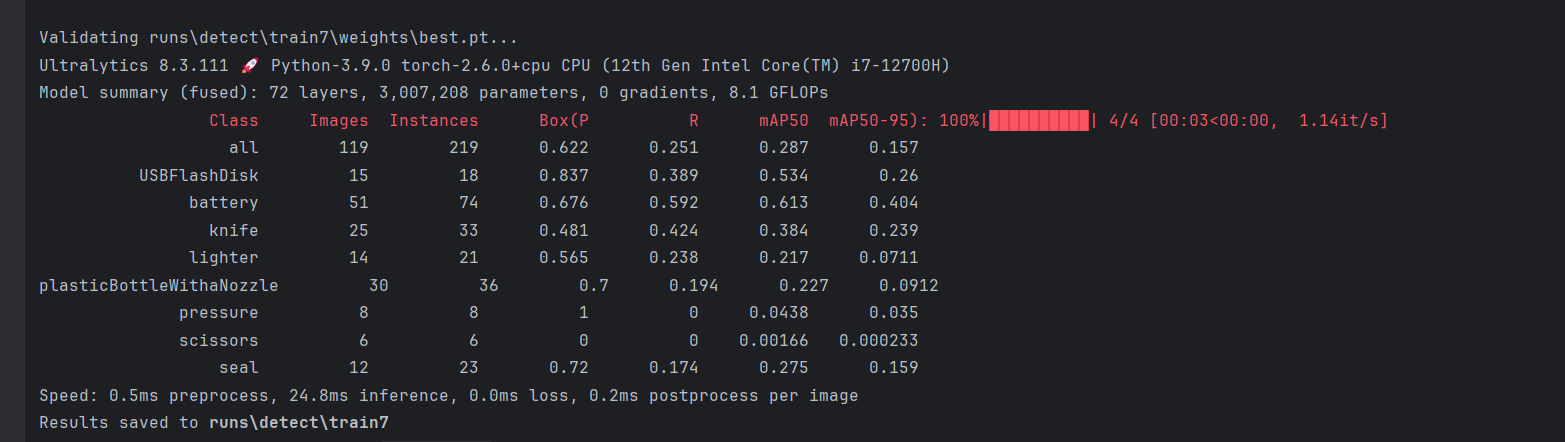 Validating runs\detect\train7\weights\best.pt...
Ultralytics 8.3.111 🚀 Python-3.9.0 torch-2.6.0+cpu CPU (12th Gen Intel Core(TM) i7-12700H)
Model summary (fused): 72 layers, 3,007,208 parameters, 0 gradients, 8.1 GFLOPs
Class Images Instances Box(P R mAP50 mAP50-95): 100%|██████████| 4/4 [00:03<00:00, 1.14it/s]
all 119 219 0.622 0.251 0.287 0.157
USBFlashDisk 15 18 0.837 0.389 0.534 0.26
battery 51 74 0.676 0.592 0.613 0.404
knife 25 33 0.481 0.424 0.384 0.239
lighter 14 21 0.565 0.238 0.217 0.0711
plasticBottleWithaNozzle 30 36 0.7 0.194 0.227 0.0912
pressure 8 8 1 0 0.0438 0.035
scissors 6 6 0 0 0.00166 0.000233
seal 12 23 0.72 0.174 0.275 0.159
Speed: 0.5ms preprocess, 24.8ms inference, 0.0ms loss, 0.2ms postprocess per image
Results saved to runs\detect\train7